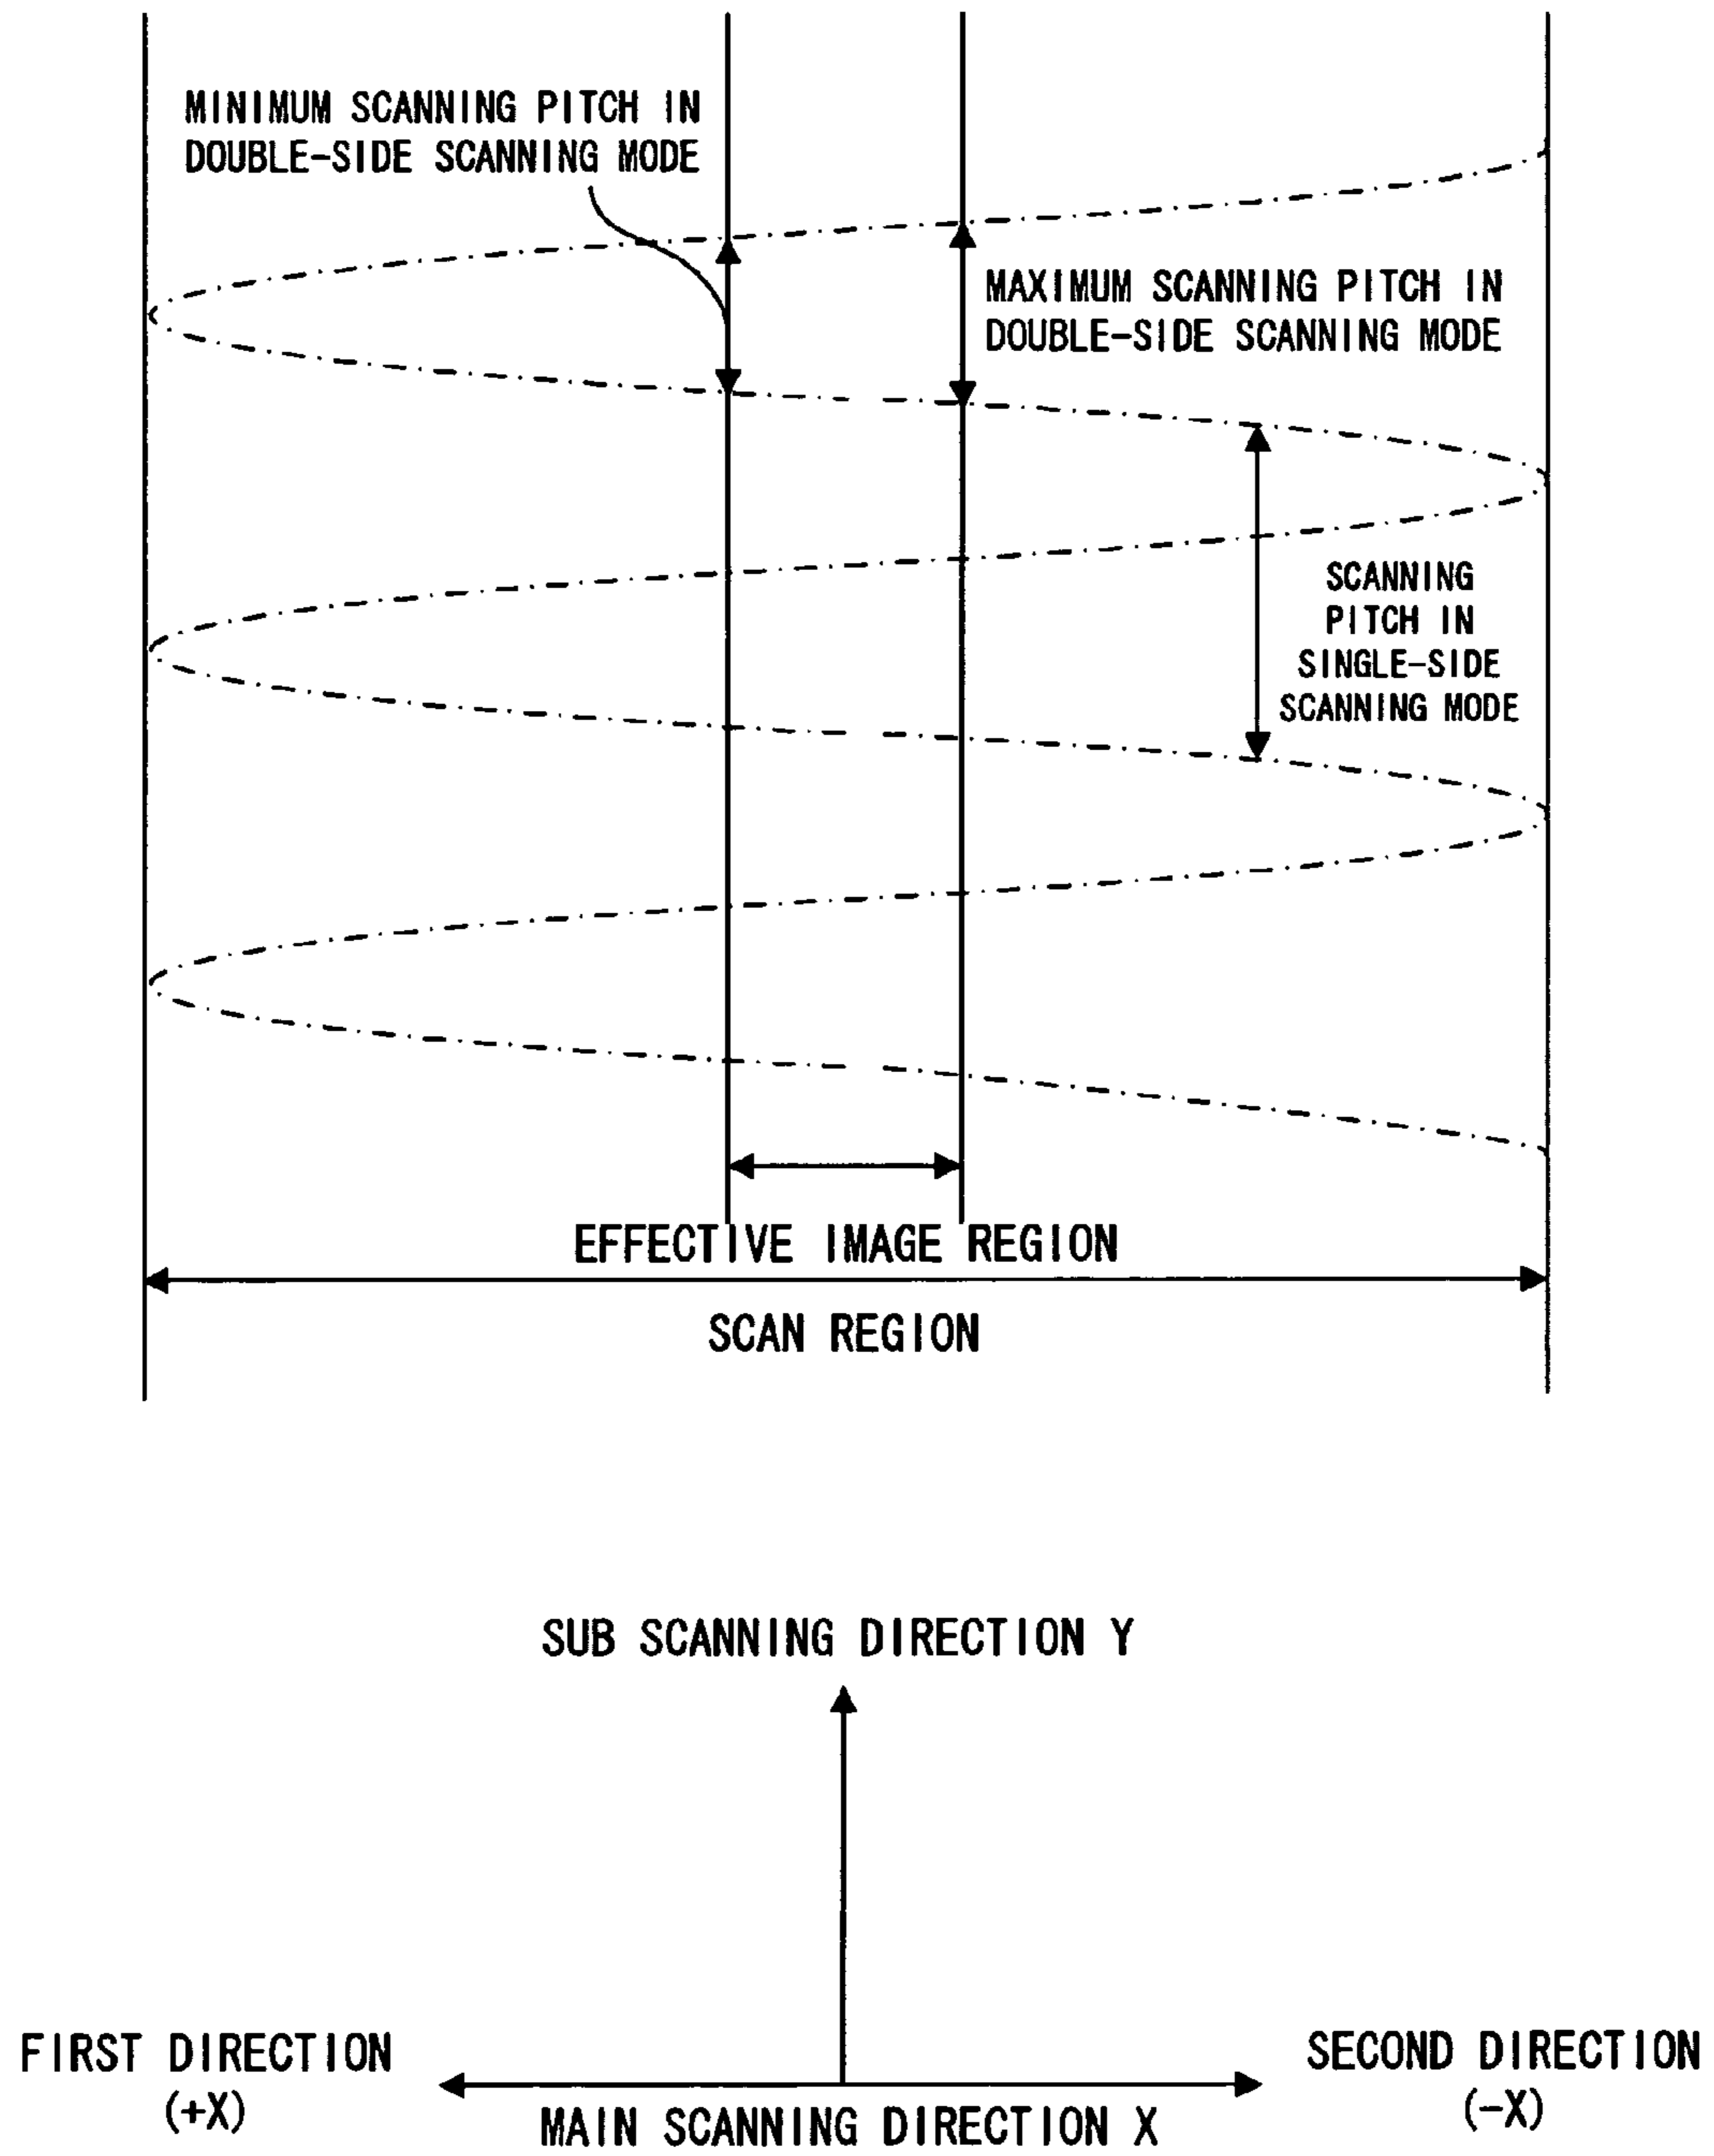 MINIMUM SCANNING PITCH IN
DOUBLE-SIDE SCANNING MODE
MAXIMUM SCANNING PITCH IN
DOUBLE-SIDE SCANNING MODE
SCANNING
PITCH IN
SINGLE-SIDE
SCANNING MODE
EFFECTIVE IMAGE REGION
SCAN REGION
SUB SCANNING DIRECTION Y
FIRST DIRECTION
(+X)
SECOND DIRECTION
(-X)
MAIN SCANNING DIRECTION X